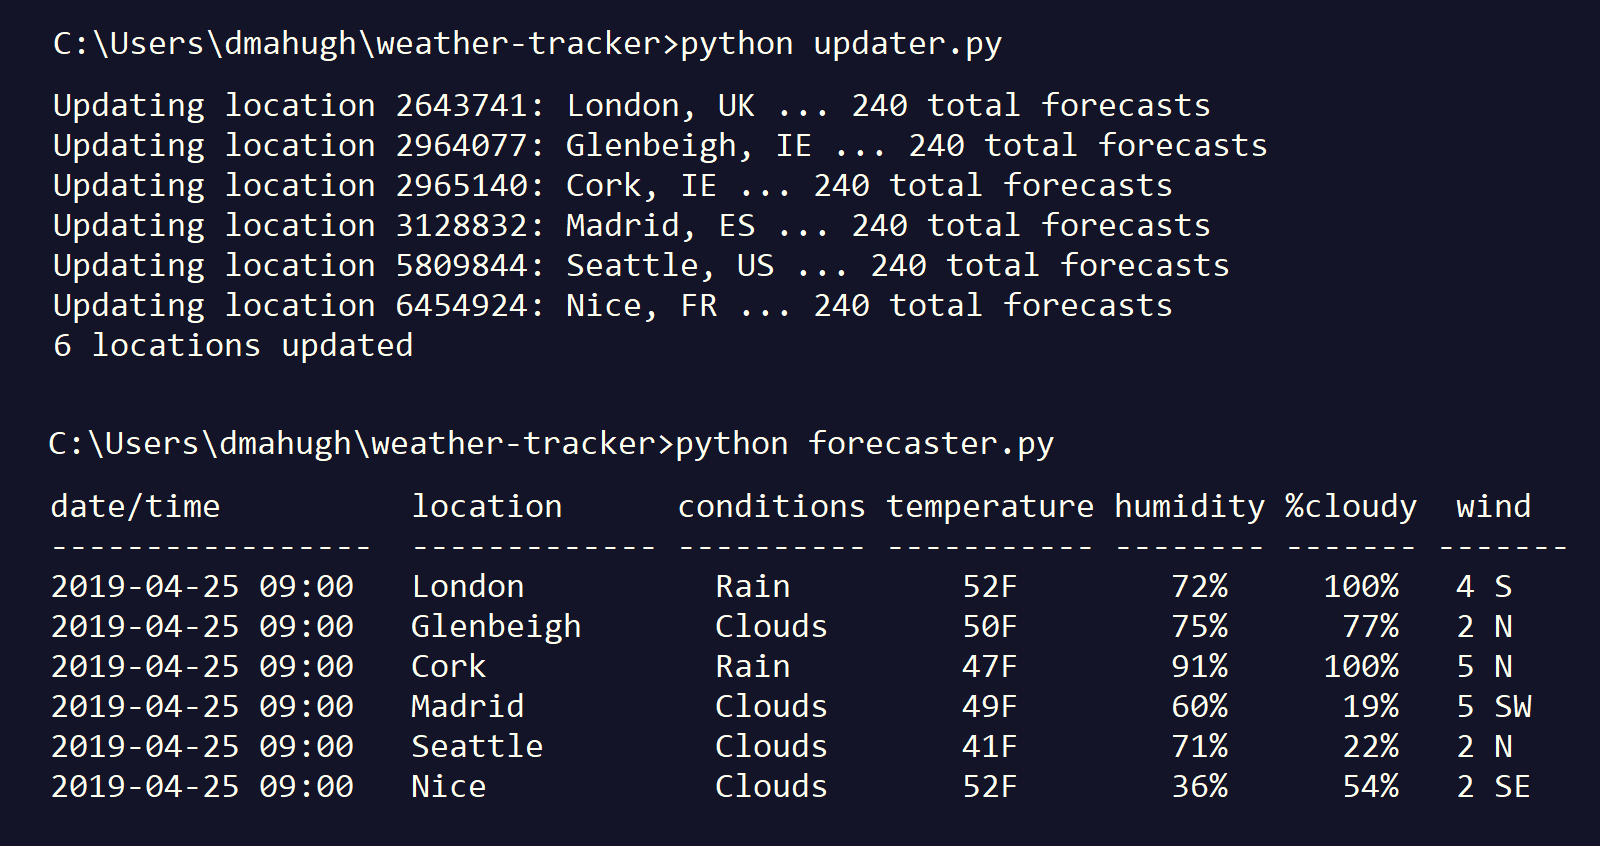 C:\Users\dmahugh\weather-tracker>python updater.py
Updating location 2643741: London, UK ... 240 total forecasts
Updating location 2964077: Glenbeigh, IE ... 240 total forecasts
Updating location 2965140: Cork, IE ... 240 total forecasts
Updating location 3128832: Madrid, ES ... 240 total forecasts
Updating location 5809844: Seattle, US ... 240 total forecasts
Updating location 6454924: Nice, FR ... 240 total forecasts
6 locations updated
C:\Users\dmahugh\weather-tracker>python forecaster.py
date/time          location      conditions temperature humidity %cloudy  wind
-----------------  ------------- ---------- ----------- -------- ------- -------
2019-04-25 09:00   London          Rain         52F        72%     100%   4 S
2019-04-25 09:00   Glenbeigh       Clouds       50F        75%      77%   2 N
2019-04-25 09:00   Cork            Rain         47F        91%     100%   5 N
2019-04-25 09:00   Madrid          Clouds       49F        60%      19%   5 SW
2019-04-25 09:00   Seattle         Clouds       41F        71%      22%   2 N
2019-04-25 09:00   Nice            Clouds       52F        36%      54%   2 SE